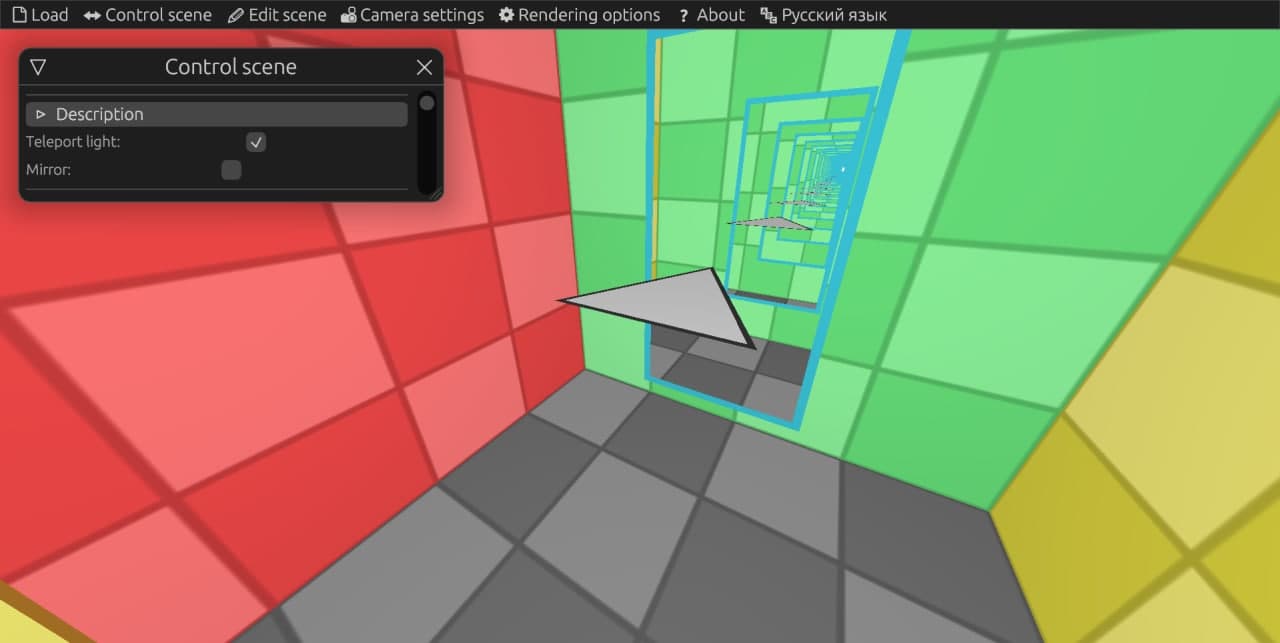 Load Control scene Edit scene Camera settings Rendering options ? About Русский язык
Control scene
Description
Teleport light:
Mirror: